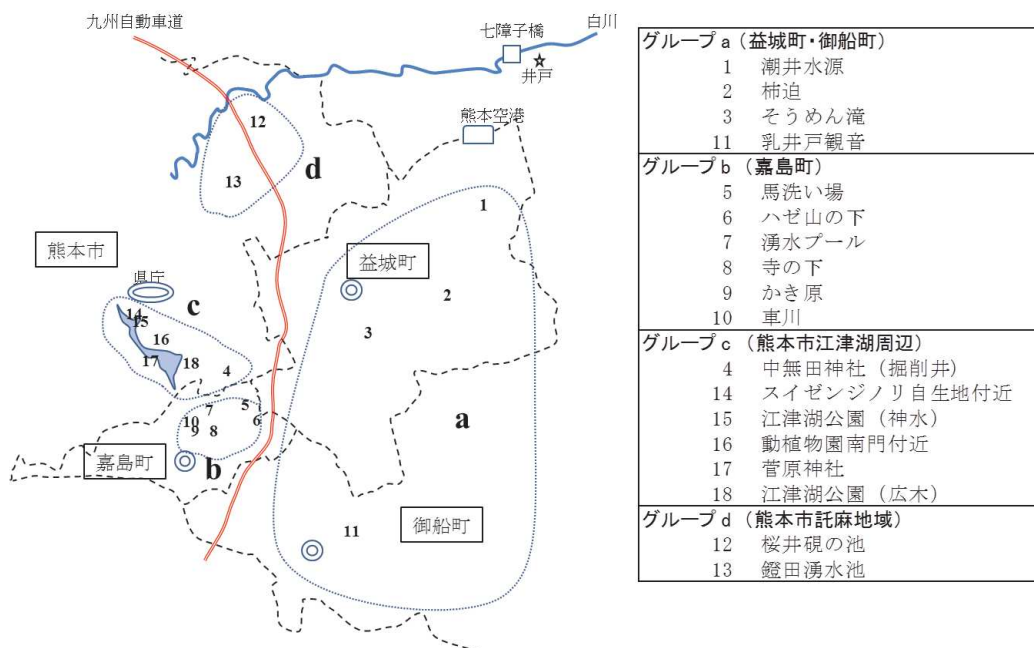 九州自動車道
七障子橋
白川
井戸
熊本空港
12
13
d
1
熊本市
益城町
県庁
c
2
14
15
16
3
17
18
4
5
7
6
10
9
8
a
嘉島町
b
11
御船町
グループa（益城町・御船町）
1 潮井水源
2 柿迫
3 そうめん滝
11 乳井戸観音
グループb（嘉島町）
5 馬洗い場
6 ハゼ山の下
7 湧水プール
8 寺の下
9 かき原
10 車川
グループc（熊本市江津湖周辺）
4 中無田神社（掘削井）
14 スイゼンジノリ自生地付近
15 江津湖公園（神水）
16 動植物園南門付近
17 菅原神社
18 江津湖公園（広木）
グループd（熊本市託麻地域）
12 桜井硯の池
13 鐙田湧水池